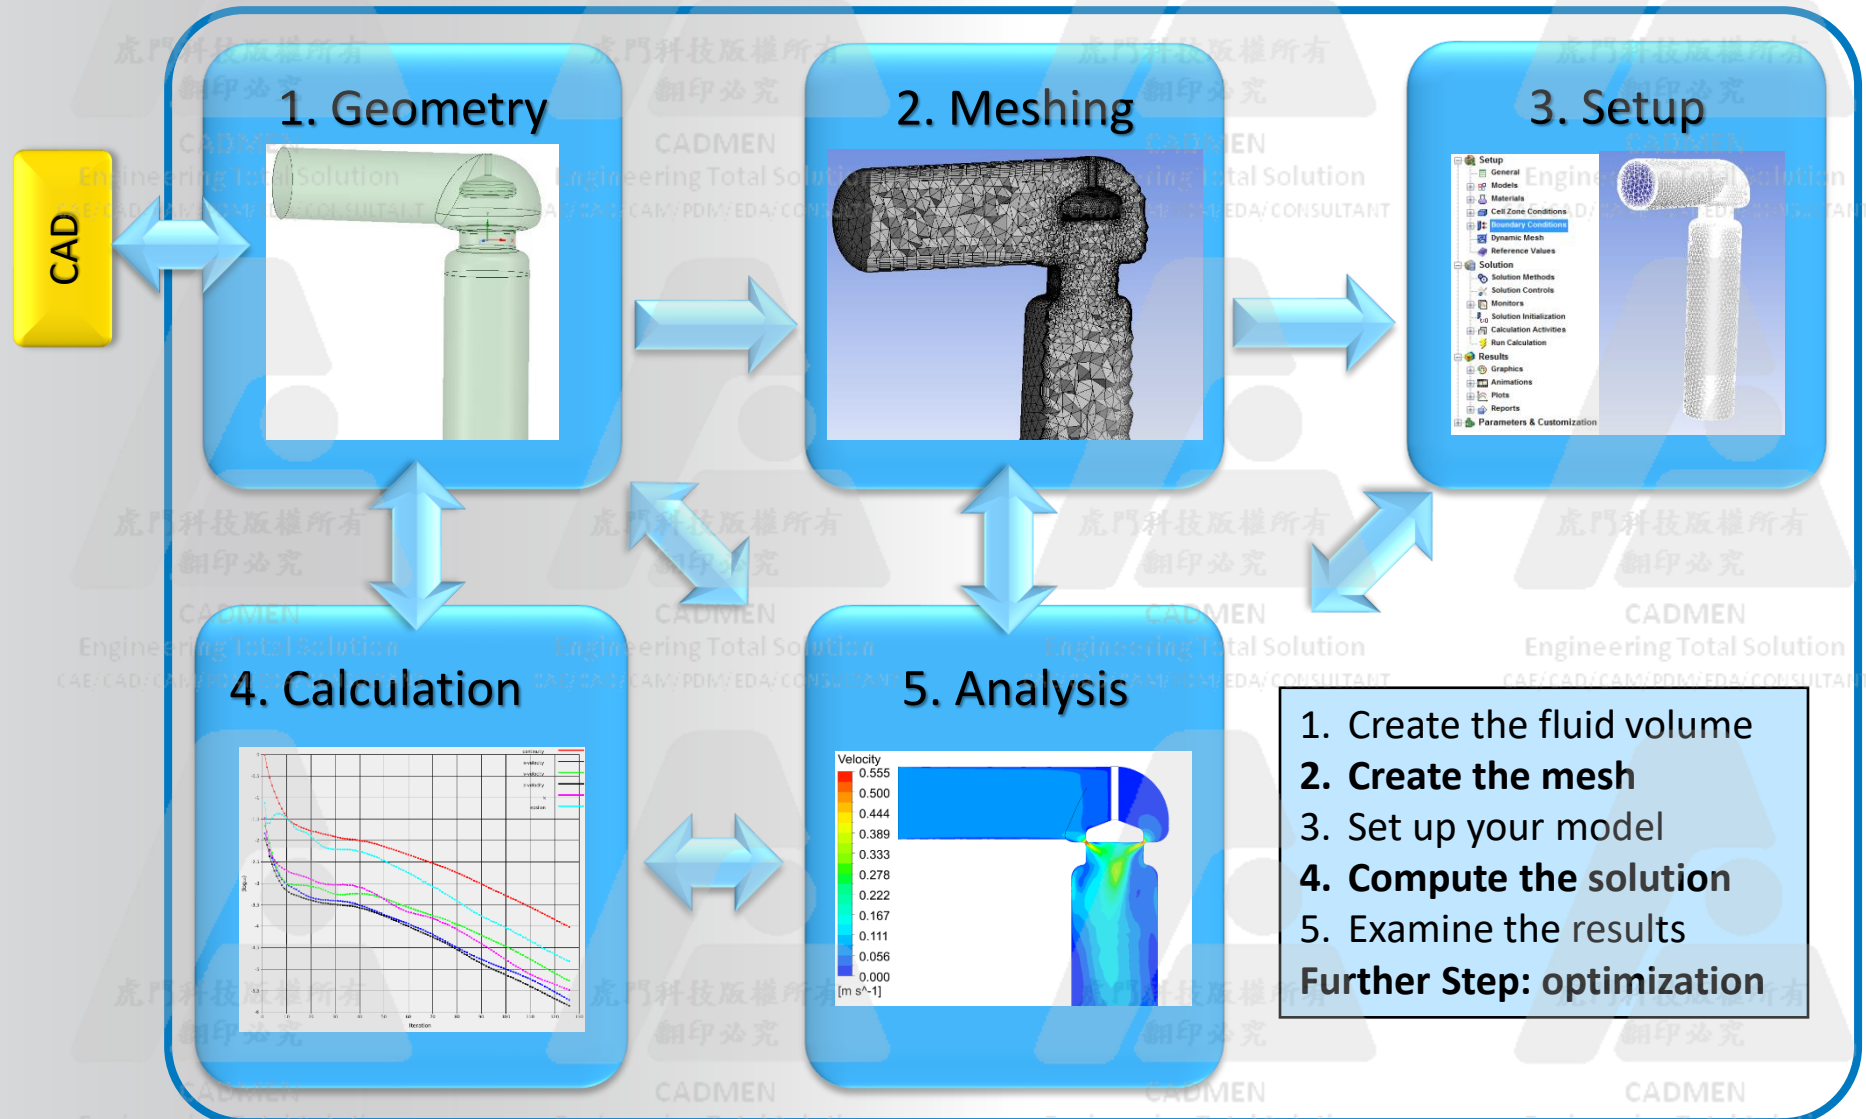 虎門科技版權所有
翻印必究
CADMEN
Engineering Total Solution
CAE/CAD/CAM/PDM/EDA/CONSULTANT
CAD
1. Geometry
2. Meshing
3. Setup
Setup
General
Models
Materials
Cell Zone Conditions
Boundary Conditions
Dynamic Mesh
Reference Values
Solution
Solution Methods
Solution Controls
Monitors
Solution Initialization
Calculation Activities
Run Calculation
Results
Graphics
Animations
Plots
Reports
Parameters & Customization
4. Calculation
continuity
x-velocity
y-velocity
z-velocity
k
epsilon
Iteration
5. Analysis
Velocity
0.555
0.500
0.444
0.389
0.333
0.278
0.222
0.167
0.111
0.056
0.000
[m s^-1]
1. Create the fluid volume
2. Create the mesh
3. Set up your model
4. Compute the solution
5. Examine the results
Further Step: optimization